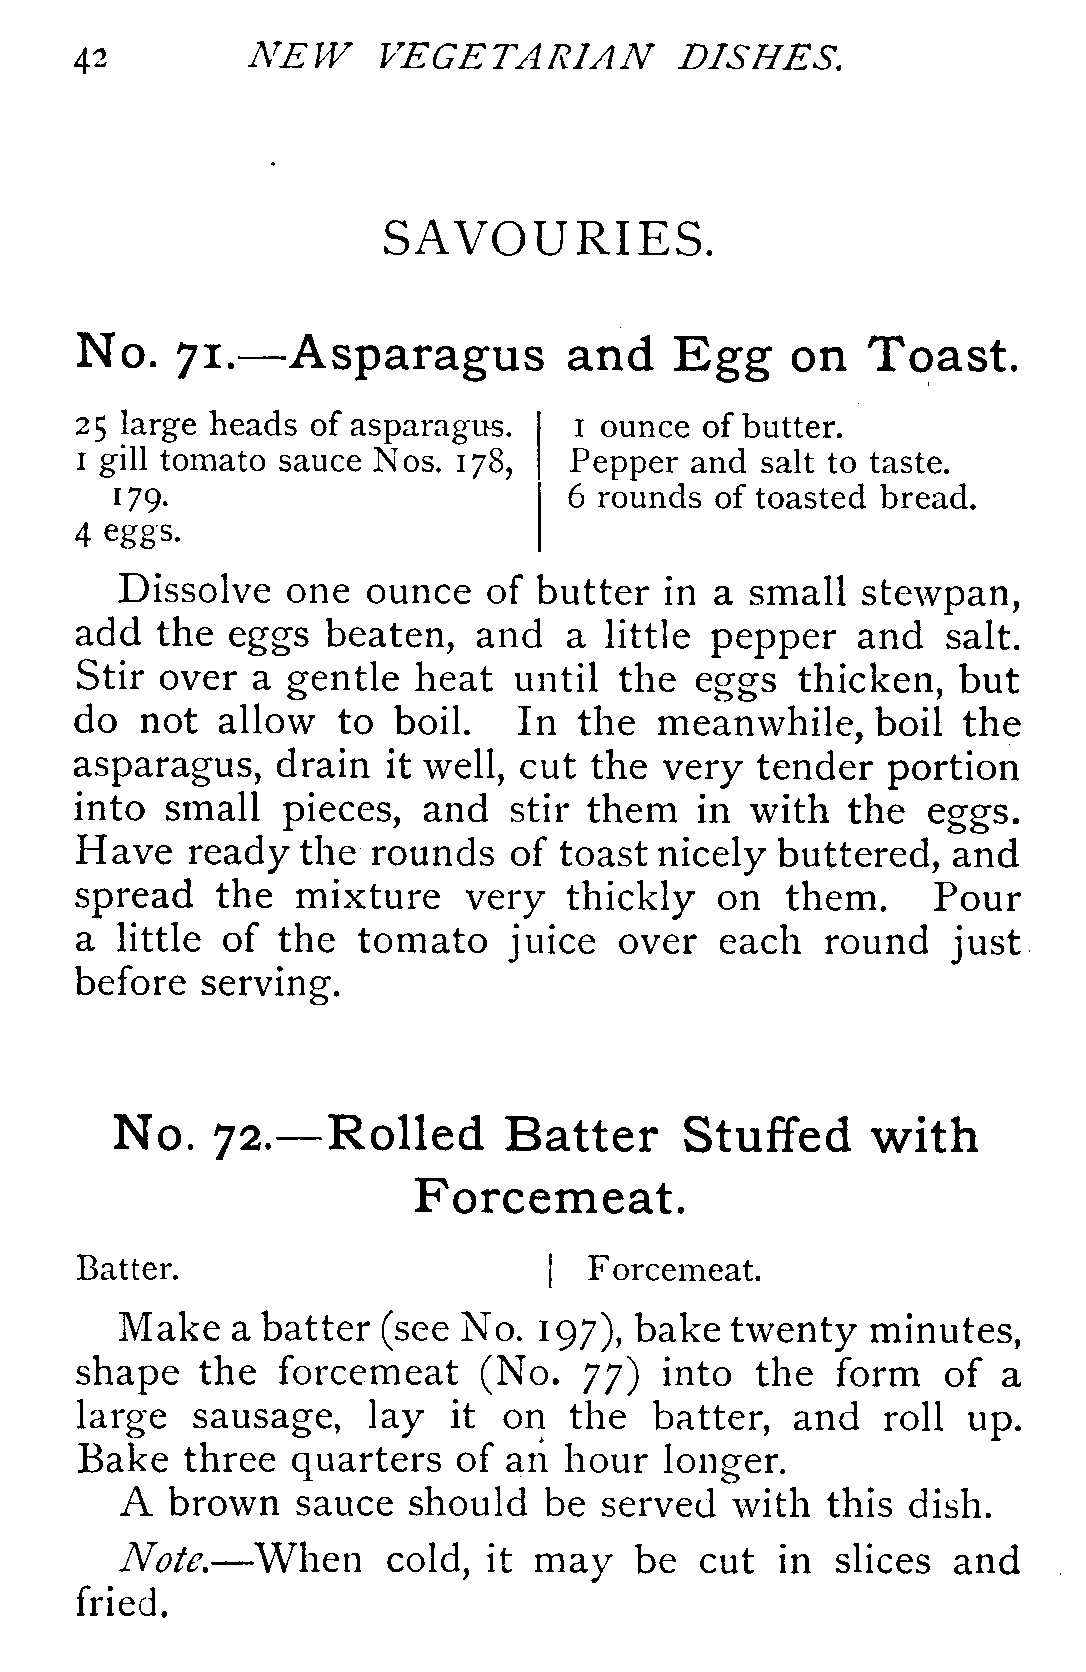 42 NEW VEGETARIAN DISHES.
SAVOURIES.
No. 71.—Asparagus and Egg on Toast.
25 large heads of asparagus.
1 gill tomato sauce Nos. 178,
179.
4 eggs.
1 ounce of butter.
Pepper and salt to taste.
6 rounds of toasted bread.
Dissolve one ounce of butter in a small stewpan,
add the eggs beaten, and a little pepper and salt.
Stir over a gentle heat until the eggs thicken, but
do not allow to boil. In the meanwhile, boil the
asparagus, drain it well, cut the very tender portion
into small pieces, and stir them in with the eggs.
Have ready the rounds of toast nicely buttered, and
spread the mixture very thickly on them. Pour
a little of the tomato juice over each round just
before serving.
No. 72.—Rolled Batter Stuffed with
Forcemeat.
Batter.
Forcemeat.
Make a batter (see No. 197), bake twenty minutes,
shape the forcemeat (No. 77) into the form of a
large sausage, lay it on the batter, and roll up.
Bake three quarters of an hour longer.
A brown sauce should be served with this dish.
Note.—When cold, it may be cut in slices and
fried.